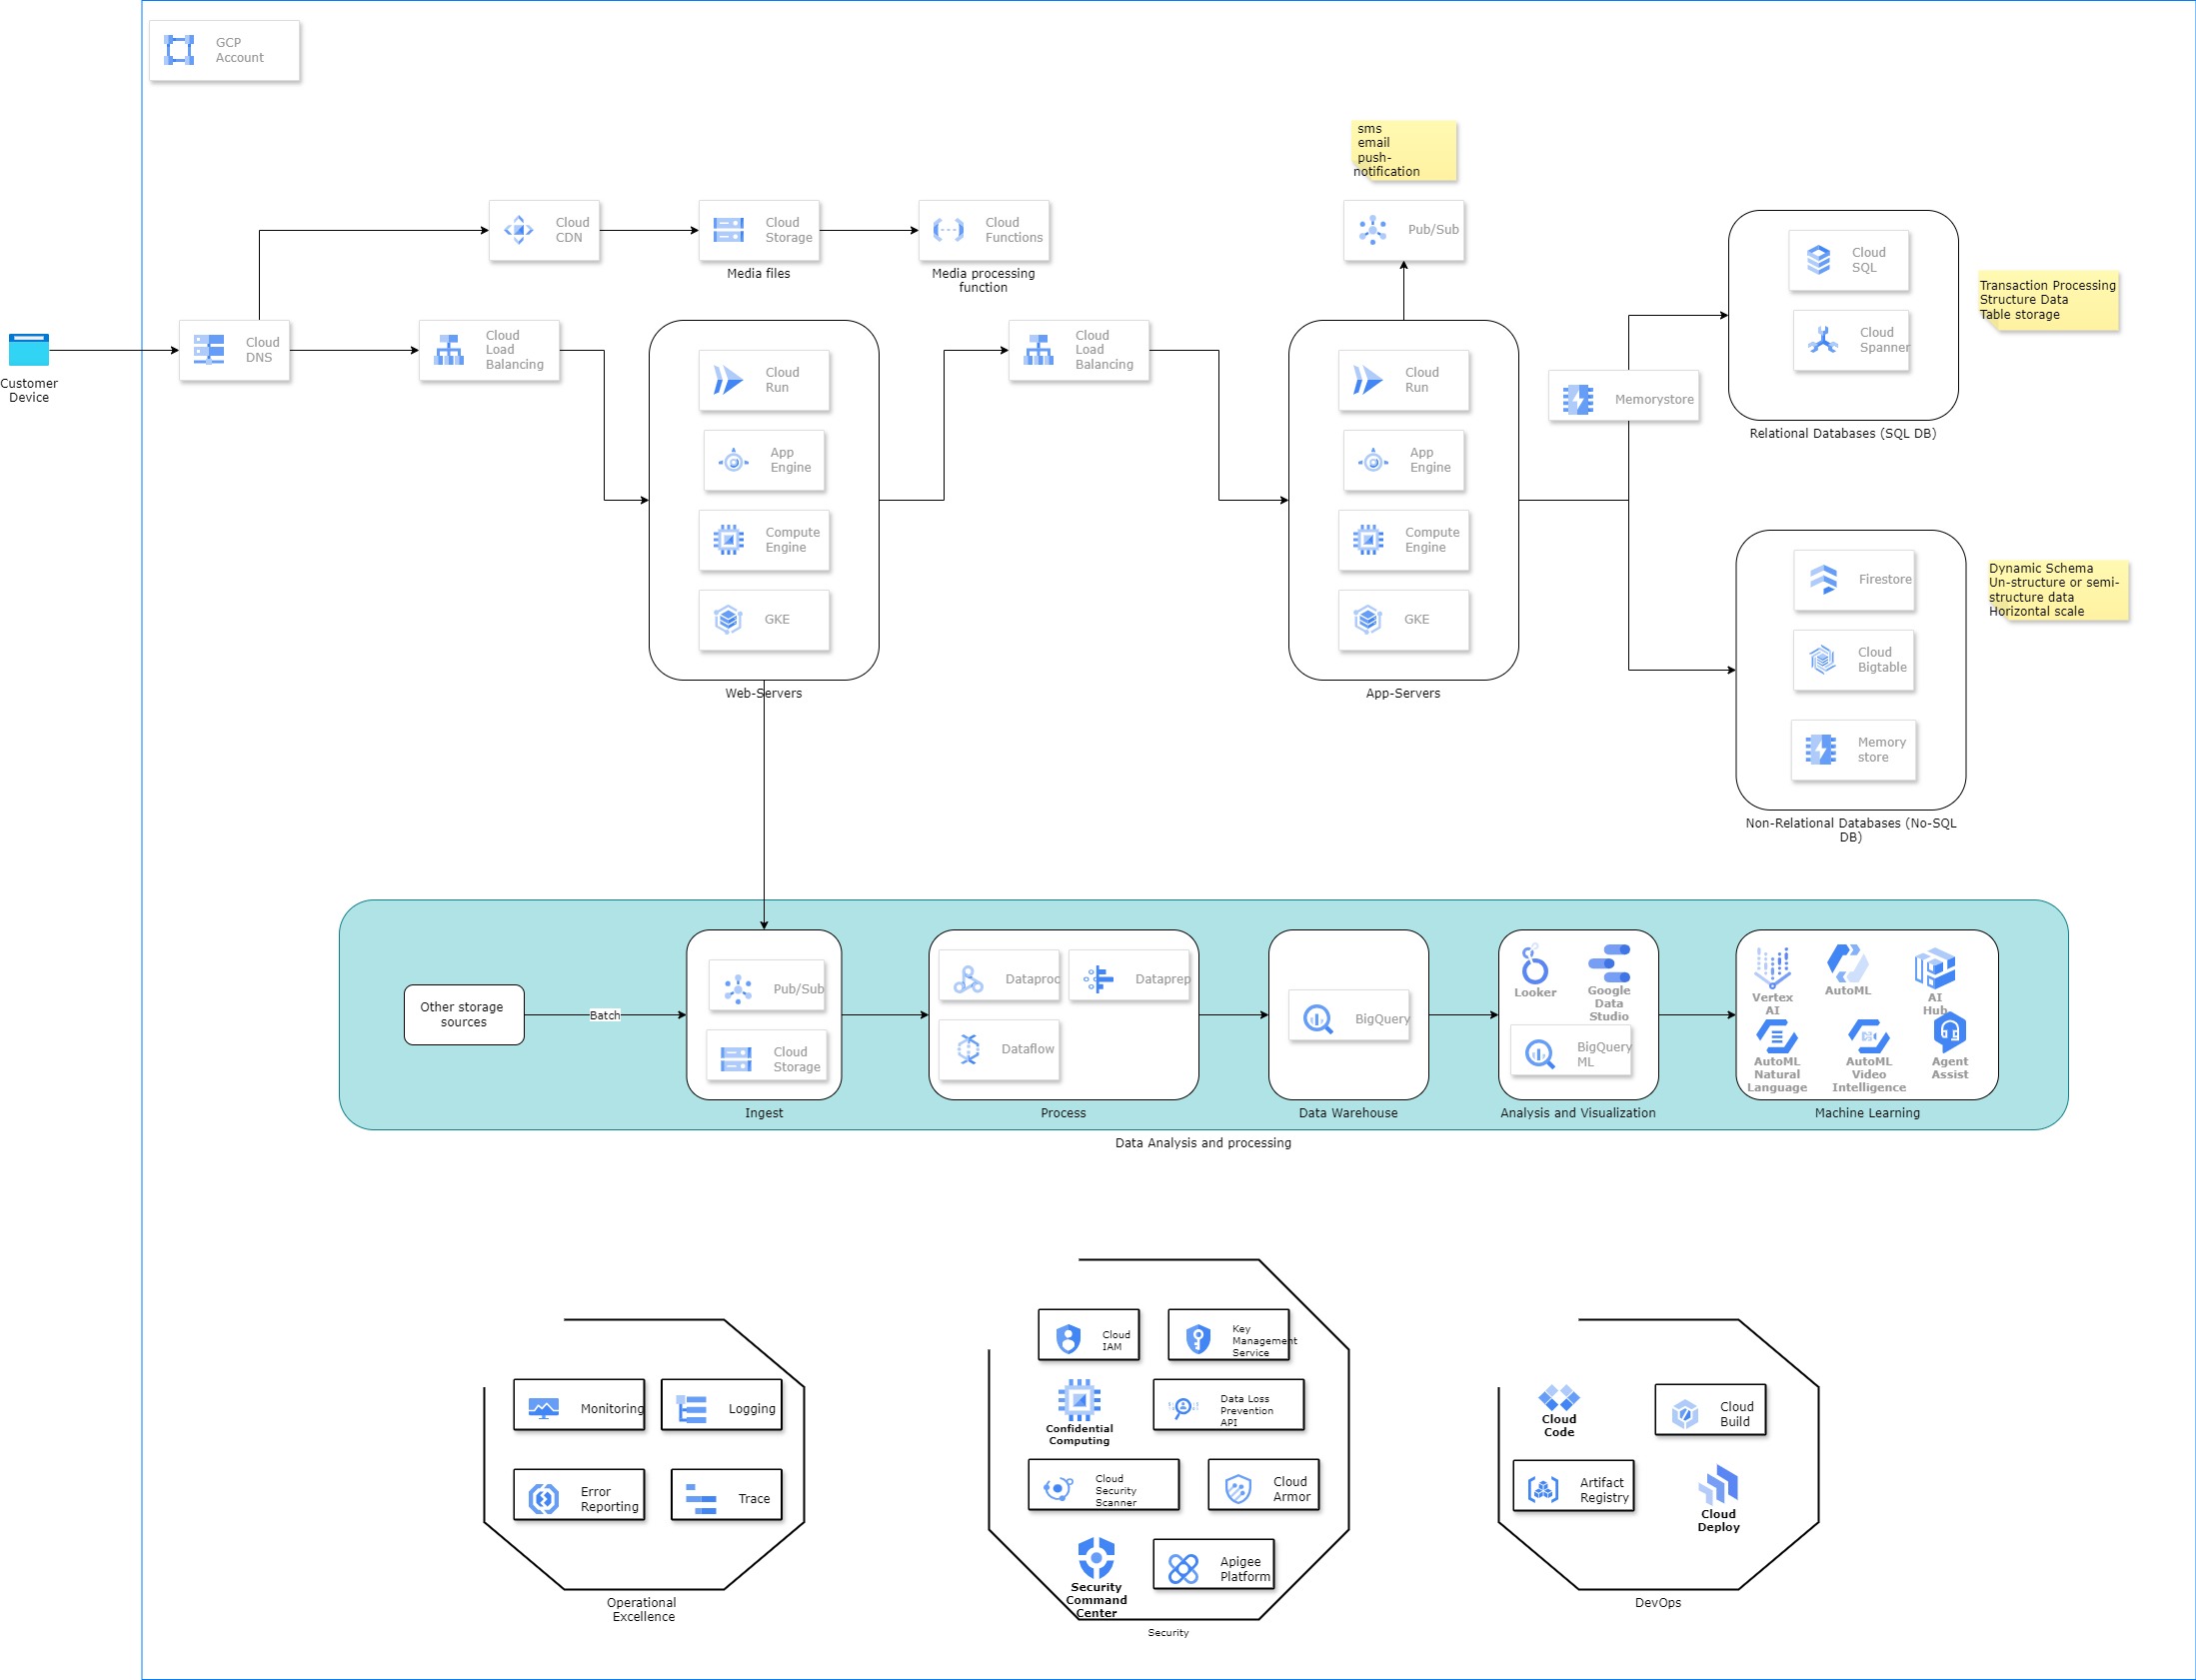 GCP
Account
sms
email
push-
notification
Cloud
CDN
Cloud
Storage
Media files
Cloud
Functions
Media processing
function
Pub/Sub
Cloud
SQL
Cloud
Spanner
Relational Databases (SQL DB)
Transaction Processing
Structure Data
Table storage
Customer
Device
Cloud
DNS
Cloud
Load
Balancing
Cloud
Run
App
Engine
Compute
Engine
GKE
Web-Servers
Cloud
Load
Balancing
Cloud
Run
App
Engine
Compute
Engine
GKE
App-Servers
Memorystore
Firestore
Cloud
Bigtable
Memory
store
Non-Relational Databases (No-SQL
DB)
Dynamic Schema
Un-structure or semi-
structure data
Horizontal scale
Other storage
sources
Batch
Pub/Sub
Cloud
Storage
Ingest
Dataproc
Dataprep
Dataflow
Process
BigQuery
Data Warehouse
Looker
Google
Data
Studio
BigQuery
ML
Analysis and Visualization
Vertex
AI
AutoML
AI
Hub
AutoML
Natural
Language
AutoML
Video
Intelligence
Agent
Assist
Machine Learning
Data Analysis and processing
Monitoring
Logging
Error
Reporting
Trace
Operational
Excellence
Cloud
IAM
Key
Management
Service
Confidential
Computing
Data Loss
Prevention
API
Cloud
Security
Scanner
Cloud
Armor
Security
Command
Center
Apigee
Platform
Security
Cloud
Code
Cloud
Build
Artifact
Registry
Cloud
Deploy
DevOps